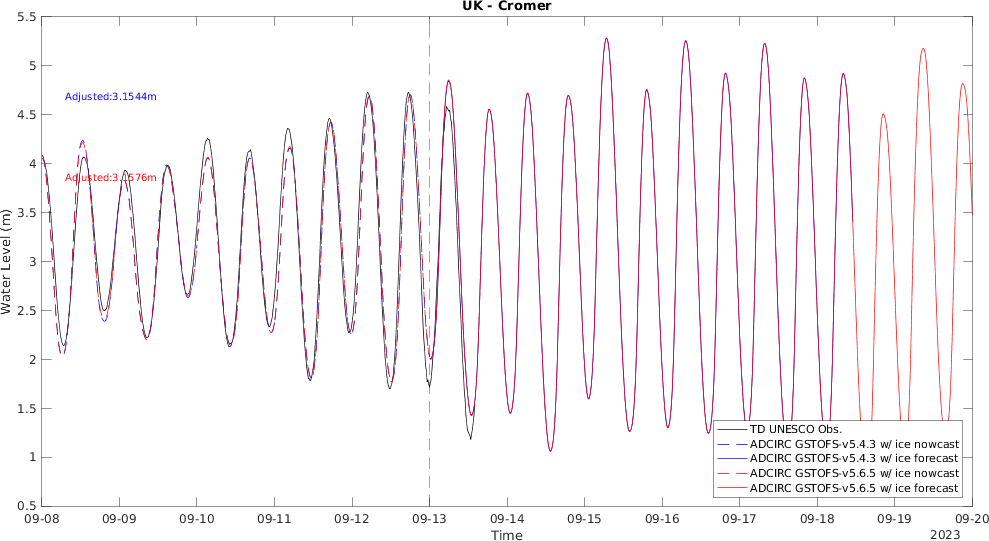 UK - Cromer
5.5
5
4.5
4
3.5
3
2.5
2
1.5
1
0.5
Water Level (m)
Adjusted:3.1544m
Adjusted:3.1576m
TD UNESCO Obs.
ADCIRC GSTOFS-v5.4.3 w/ ice nowcast
ADCIRC GSTOFS-v5.4.3 w/ ice forecast
ADCIRC GSTOFS-v5.6.5 w/ ice nowcast
ADCIRC GSTOFS-v5.6.5 w/ ice forecast
09-08 09-09 09-10 09-11 09-12 09-13 09-14 09-15 09-16 09-17 09-18 09-19 09-20
Time
2023